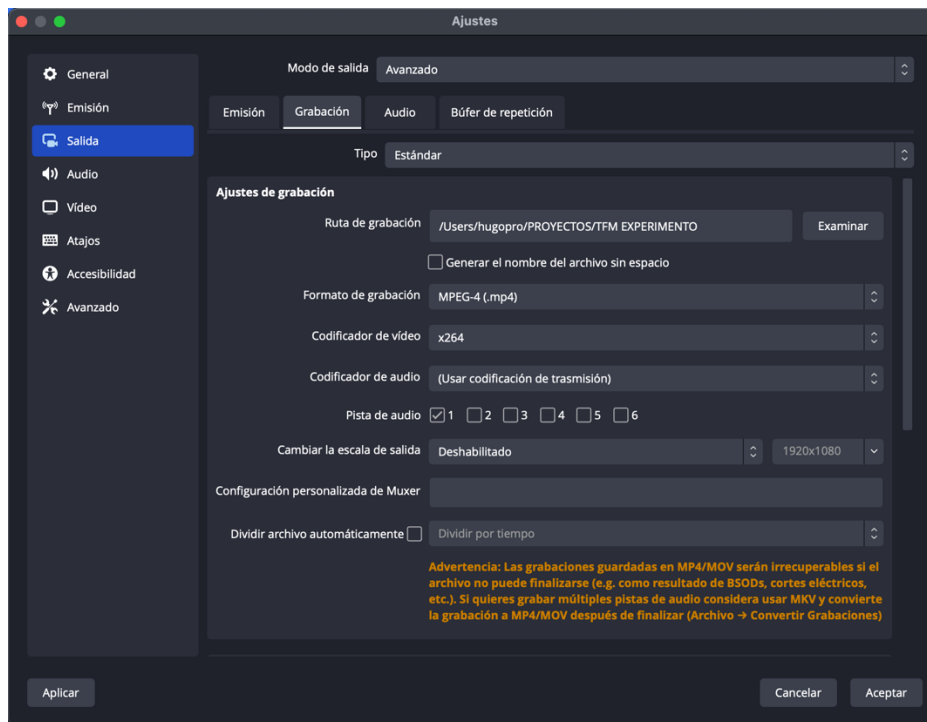 Ajustes
General
Emisión
Salida
Audio
Vídeo
Atajos
Accesibilidad
Avanzado
Modo de salida Avanzado
Emisión Grabación Audio Búfer de repetición
Tipo Estándar
Ajustes de grabación
Ruta de grabación /Users/hugopro/PROYECTOS/TFM EXPERIMENTO Examinar
Generar el nombre del archivo sin espacio
Formato de grabación MPEG-4 (.mp4)
Codificador de vídeo x264
Codificador de audio (Usar codificación de trasmisión)
Pista de audio 1 2 3 4 5 6
Cambiar la escala de salida Deshabilitado 1920x1080
Configuración personalizada de Muxer
Dividir archivo automáticamente Dividir por tiempo
Advertencia: Las grabaciones guardadas en MP4/MOV serán irrecuperables si el
archivo no puede finalizarse (e.g. como resultado de BSODs, cortes eléctricos,
etc.). Si quieres grabar múltiples pistas de audio considera usar MKV y convierte
la grabación a MP4/MOV después de finalizar (Archivo → Convertir Grabaciones)
Aplicar Cancelar Aceptar